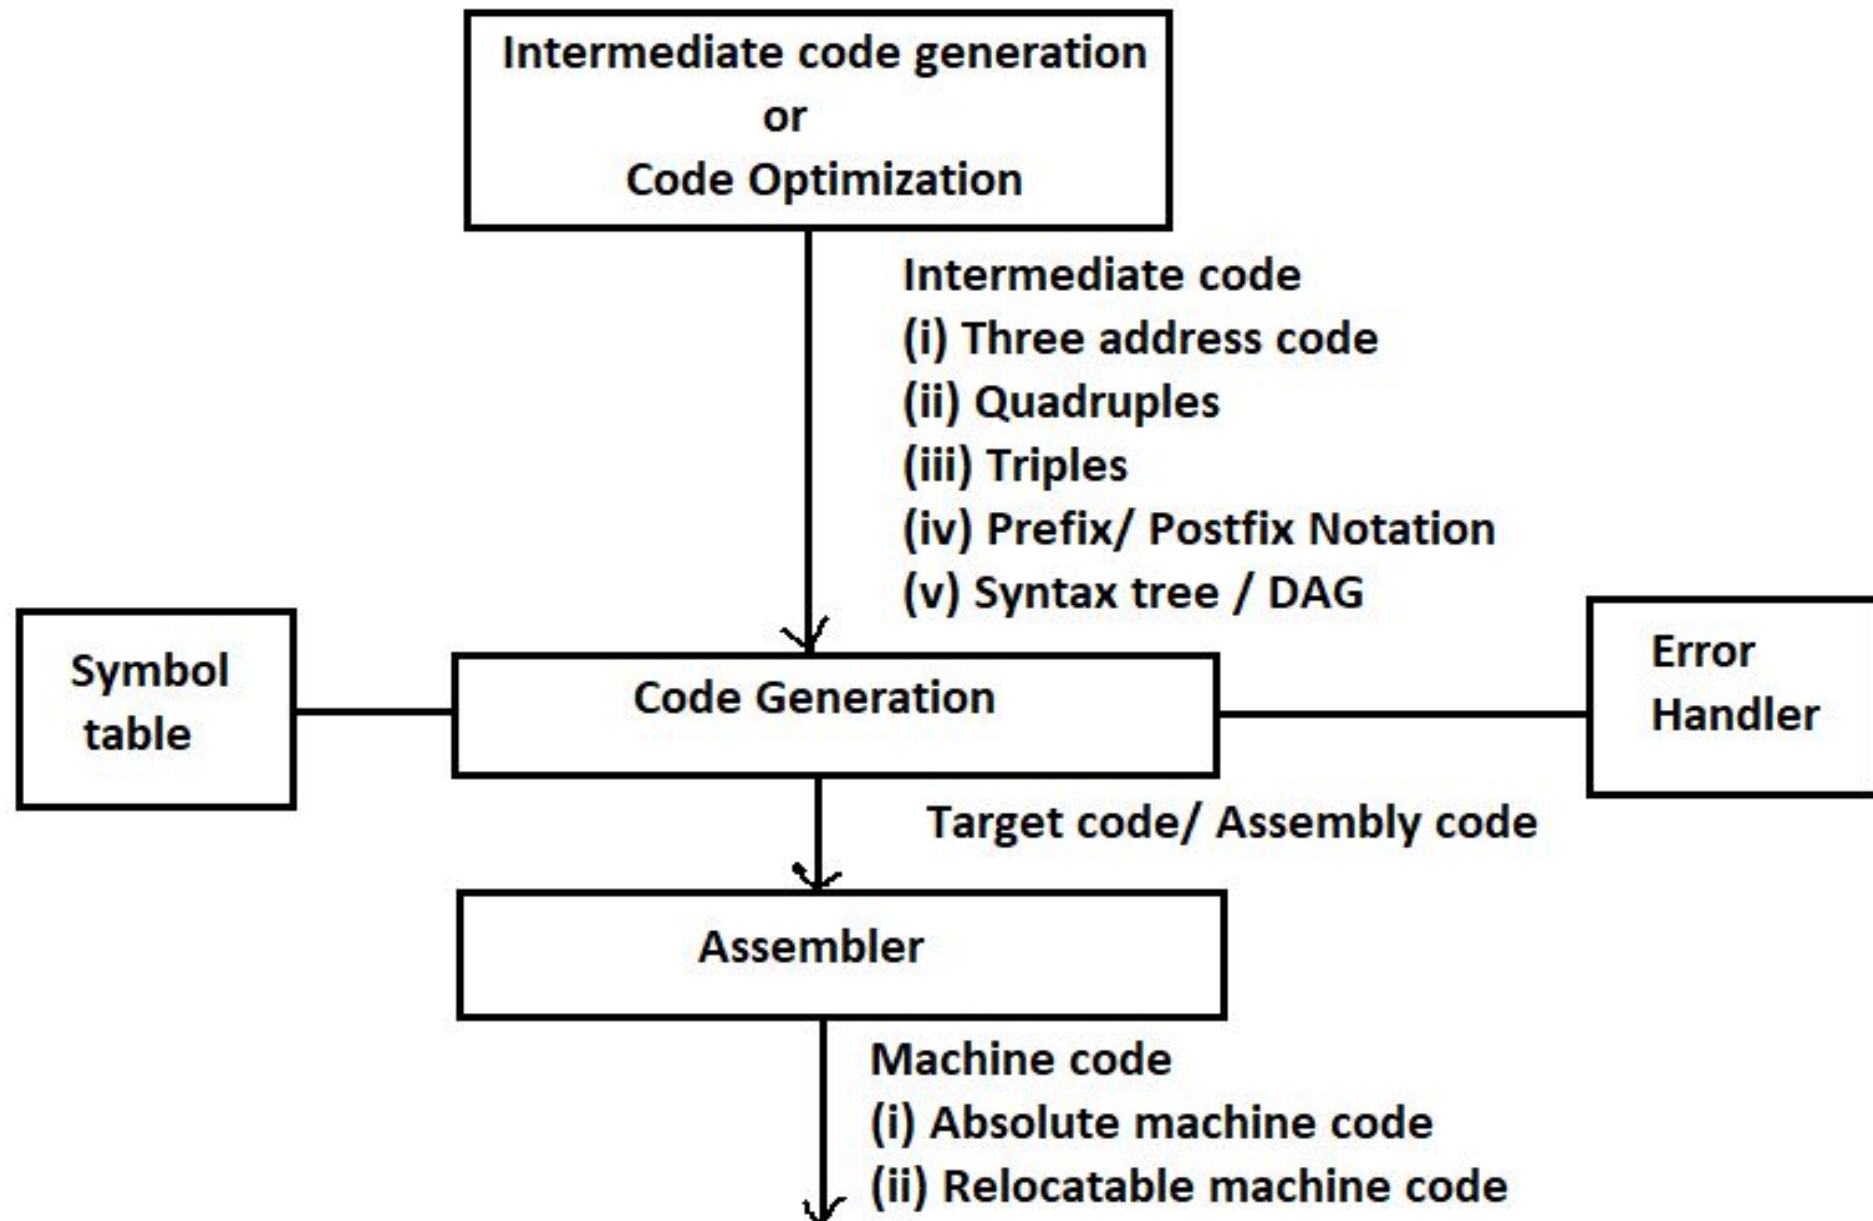 Intermediate code generation
or
Code Optimization
Intermediate code
(i) Three address code
(ii) Quadruples
(iii) Triples
(iv) Prefix/ Postfix Notation
(v) Syntax tree / DAG
Symbol
table
Code Generation
Error
Handler
Target code/ Assembly code
Assembler
Machine code
(i) Absolute machine code
(ii) Relocatable machine code